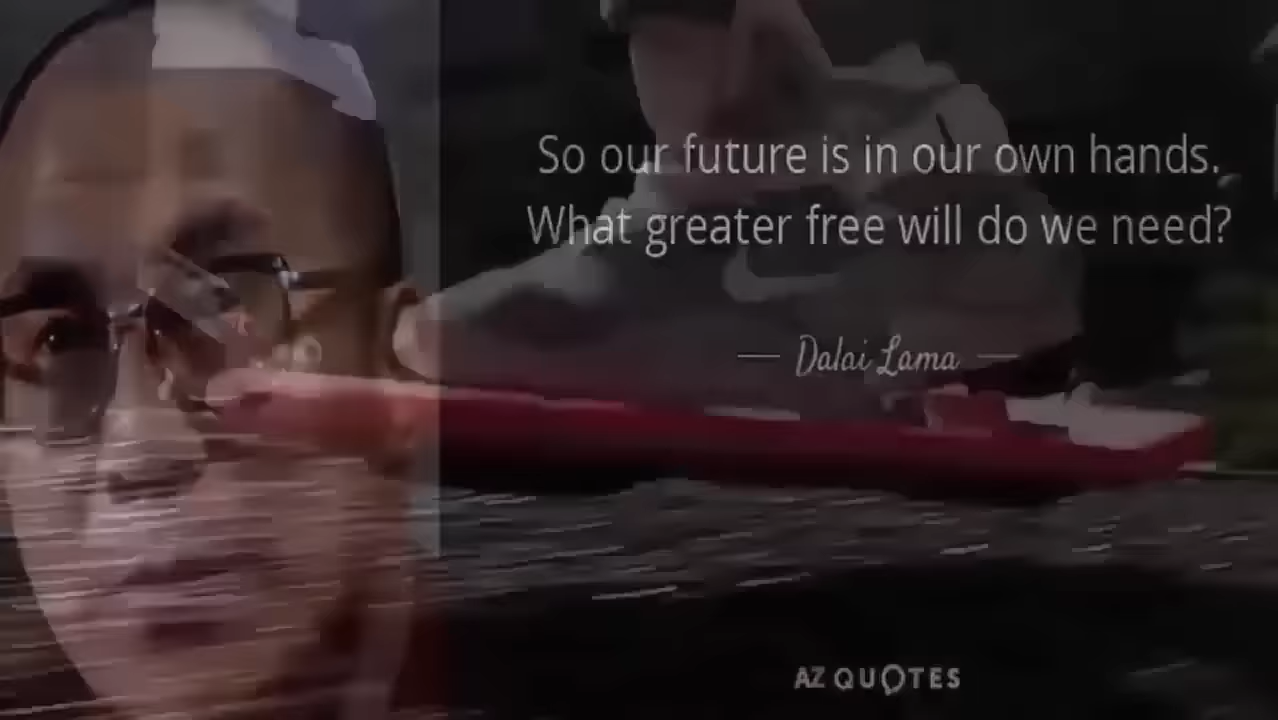 So our future is in our own hands.
What greater free will do we need?
— Dalai Lama —
AZ QUOTES